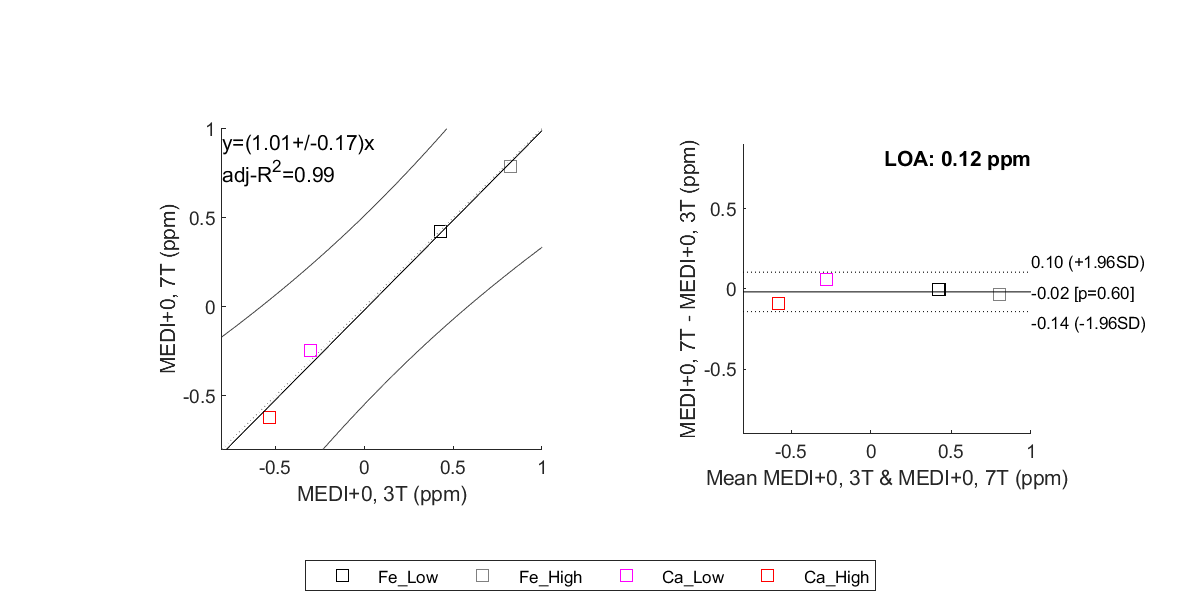 y=(1.01+/-0.17)x
adj-R2=0.99
1
0.5
0
-0.5
-0.5
0
0.5
1
MEDI+0, 7T (ppm)
MEDI+0, 3T (ppm)
LOA: 0.12 ppm
0.5
0
-0.5
-0.5
0
0.5
1
0.10 (+1.96SD)
-0.02 [p=0.60]
-0.14 (-1.96SD)
MEDI+0, 7T - MEDI+0, 3T (ppm)
Mean MEDI+0, 3T & MEDI+0, 7T (ppm)
Fe_Low Fe_High Ca_Low Ca_High